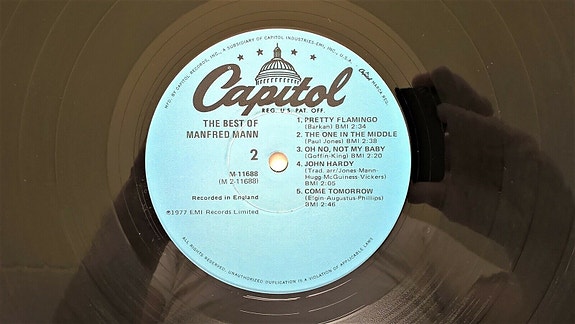 MFD. BY CAPITOL RECORDS, INC., A SUBSIDIARY OF CAPITOL INDUSTRIES-EMI, INC., U.S.A.
Capitol
REG. U.S. PAT. OFF.
Capitol MARCA REG.
THE BEST OF
MANFRED MANN
2
M-11688
(M 2-11688)
Recorded in England
℗1977 EMI Records Limited
1. PRETTY FLAMINGO
(Barkan) BMI 2:34
2. THE ONE IN THE MIDDLE
(Paul Jones) BMI 2:38
3. OH NO, NOT MY BABY
(Goffin-King) BMI 2:20
4. JOHN HARDY
(Trad. arr/Jones-Mann-
Hugg-McGuiness-Vickers)
BMI 2:05
5. COME TOMORROW
(Elgin-Augustus-Phillips)
BMI 2:46
ALL RIGHTS RESERVED. UNAUTHORIZED DUPLICATION IS A VIOLATION OF APPLICABLE LAWS